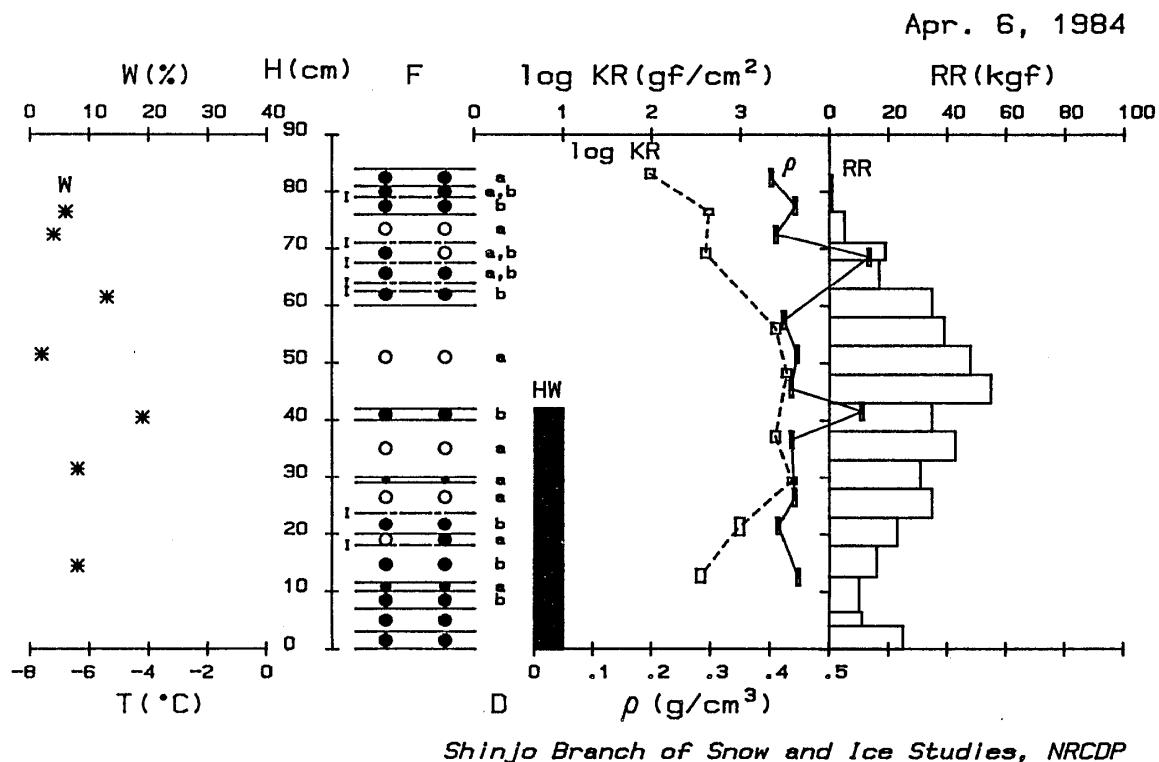 Apr. 6, 1984
W(%) H(cm) F log KR(gf/cm²) RR(kgf)
0 10 20 30 40 0 1 2 3 0 20 40 60 80 100
90
log KR ρ RR
W 80 a
a,b
b
a
70
a,b
a,b
b
60
50 a
HW
40 b
a
30 a
a
b
20 a
b
10 a
b
0
-8 -6 -4 -2 0 0 .1 .2 .3 .4 .5
T(°C) D ρ(g/cm³)
Shinjo Branch of Snow and Ice Studies, NRCDP